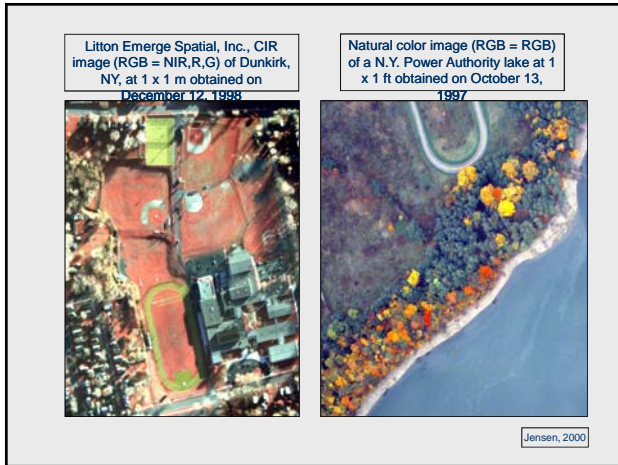 Litton Emerge Spatial, Inc., CIR
image (RGB = NIR,R,G) of Dunkirk,
NY, at 1 x 1 m obtained on
December 12, 1998
Natural color image (RGB = RGB)
of a N.Y. Power Authority lake at 1
x 1 ft obtained on October 13,
1997
Jensen, 2000